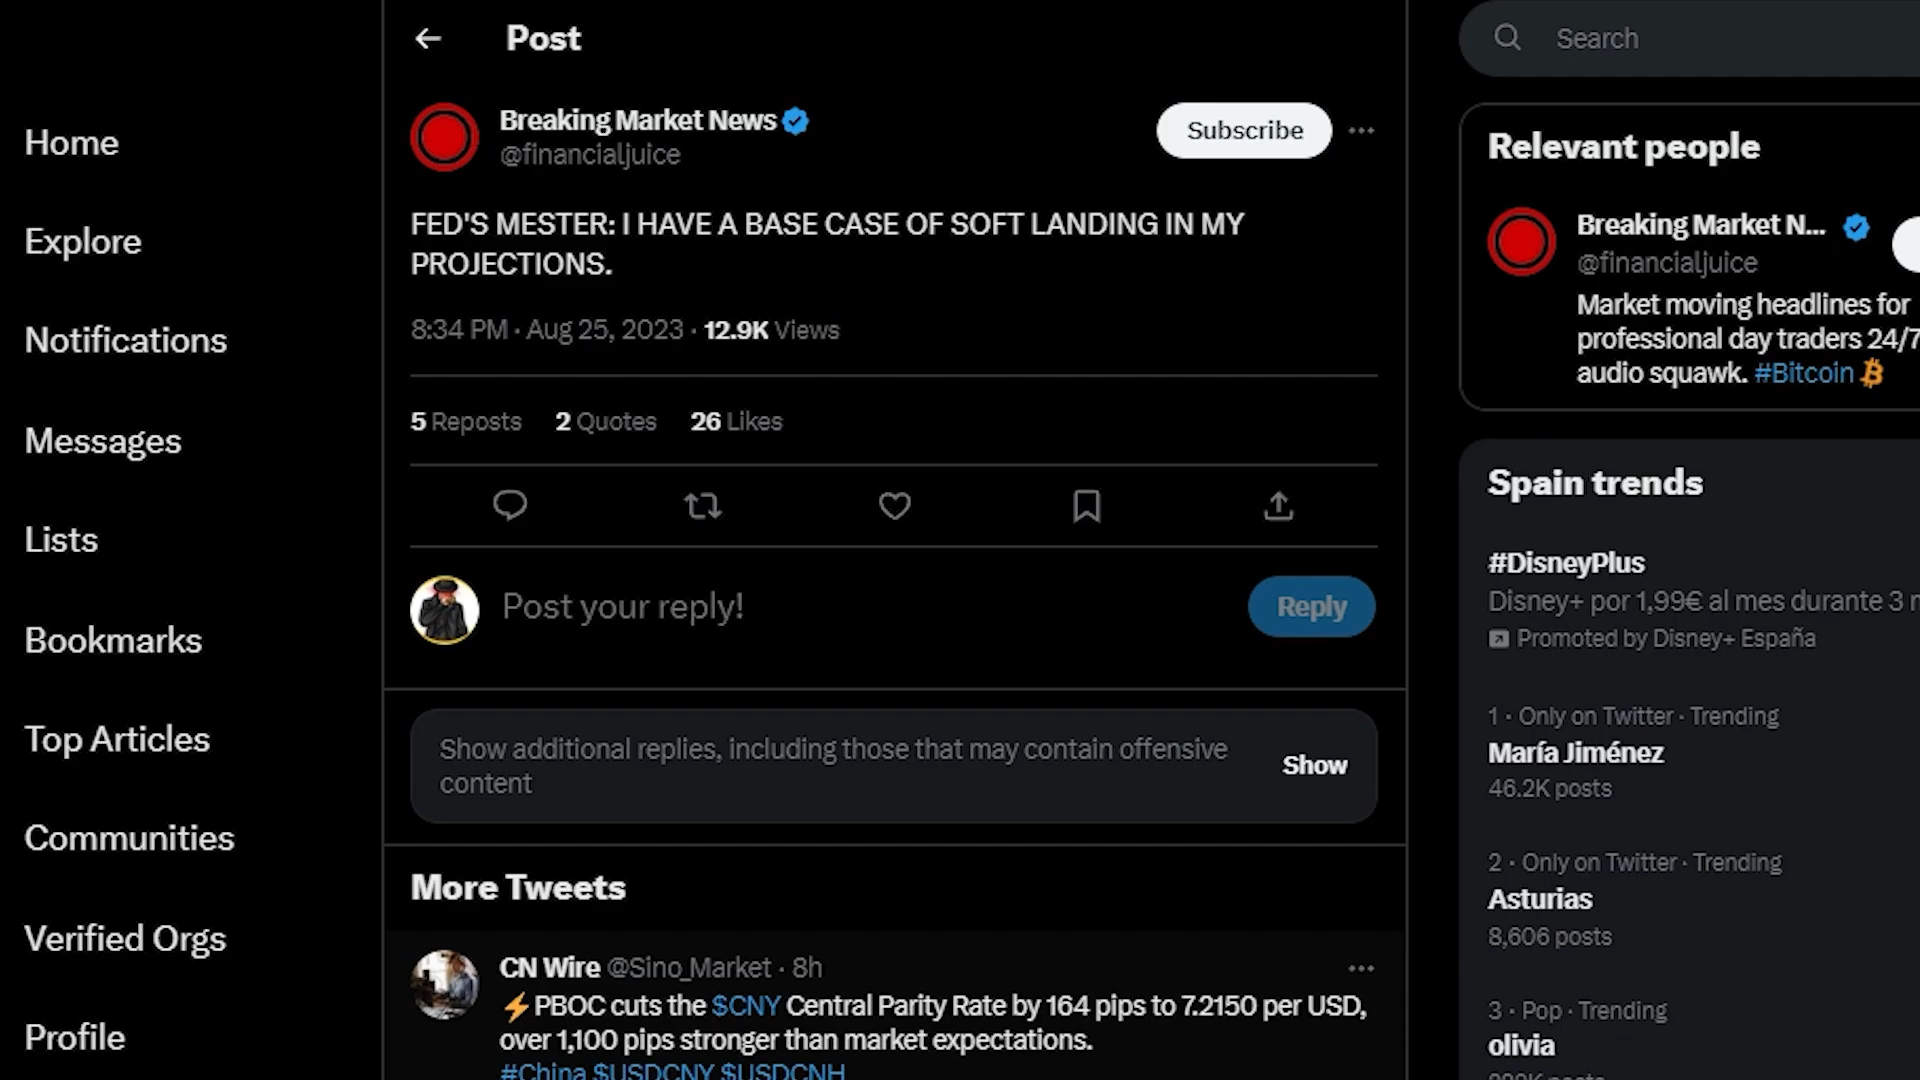 Home
Explore
Notifications
Messages
Lists
Bookmarks
Top Articles
Communities
Verified Orgs
Profile
Post
Breaking Market News
@financialjuice
Subscribe
FED'S MESTER: I HAVE A BASE CASE OF SOFT LANDING IN MY
PROJECTIONS.
8:34 PM · Aug 25, 2023 · 12.9K Views
5 Reposts 2 Quotes 26 Likes
Post your reply!
Reply
Show additional replies, including those that may contain offensive
content
Show
More Tweets
CN Wire @Sino_Market · 8h
⚡PBOC cuts the $CNY Central Parity Rate by 164 pips to 7.2150 per USD,
over 1,100 pips stronger than market expectations.
#China $USDCNY $USDCNH
Search
Relevant people
Breaking Market N...
@financialjuice
Market moving headlines for
professional day traders 24/7
audio squawk. #Bitcoin
Spain trends
#DisneyPlus
Disney+ por 1,99€ al mes durante 3
Promoted by Disney+ España
1 · Only on Twitter · Trending
María Jiménez
46.2K posts
2 · Only on Twitter · Trending
Asturias
8,606 posts
3 · Pop · Trending
olivia